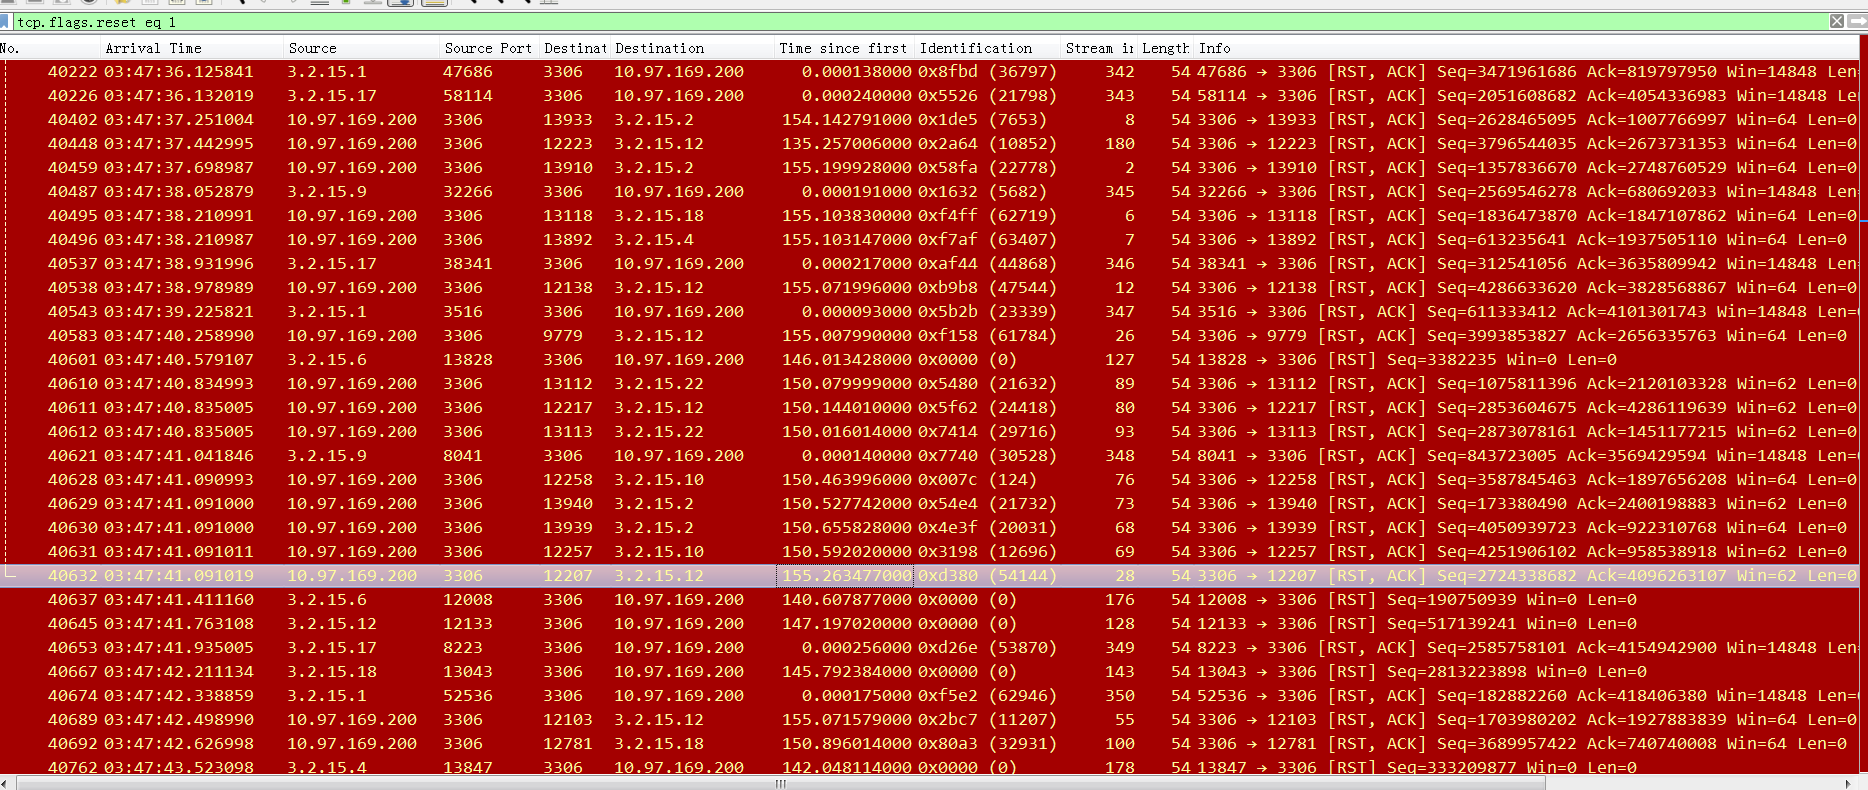 tcp.flags.reset eq 1
No. Arrival Time Source Source Port Destinat Destination Time since first Identification Stream in Length Info
40222 03:47:36.125841 3.2.15.1 47686 3306 10.97.169.200 0.000138000 0x8fbd (36797) 342 54 47686 → 3306 [RST, ACK] Seq=3471961686 Ack=819797950 Win=14848 Len=
40226 03:47:36.132019 3.2.15.17 58114 3306 10.97.169.200 0.000240000 0x5526 (21798) 343 54 58114 → 3306 [RST, ACK] Seq=2051608682 Ack=4054336983 Win=14848 Le
40402 03:47:37.251004 10.97.169.200 3306 13933 3.2.15.2 154.142791000 0x1de5 (7653) 8 54 3306 → 13933 [RST, ACK] Seq=2628465095 Ack=1007766997 Win=64 Len=0
40448 03:47:37.442995 10.97.169.200 3306 12223 3.2.15.12 135.257006000 0x2a64 (10852) 180 54 3306 → 12223 [RST, ACK] Seq=3796544035 Ack=2673731353 Win=64 Len=0
40459 03:47:37.698987 10.97.169.200 3306 13910 3.2.15.2 155.199928000 0x58fa (22778) 2 54 3306 → 13910 [RST, ACK] Seq=1357836670 Ack=2748760529 Win=64 Len=0
40487 03:47:38.052879 3.2.15.9 32266 3306 10.97.169.200 0.000191000 0x1632 (5682) 345 54 32266 → 3306 [RST, ACK] Seq=2569546278 Ack=680692033 Win=14848 Len=
40495 03:47:38.210991 10.97.169.200 3306 13118 3.2.15.18 155.103830000 0xf4ff (62719) 6 54 3306 → 13118 [RST, ACK] Seq=1836473870 Ack=1847107862 Win=64 Len=0
40496 03:47:38.210987 10.97.169.200 3306 13892 3.2.15.4 155.103147000 0xf7af (63407) 7 54 3306 → 13892 [RST, ACK] Seq=613235641 Ack=1937505110 Win=64 Len=0
40537 03:47:38.931996 3.2.15.17 38341 3306 10.97.169.200 0.000217000 0xaf44 (44868) 346 54 38341 → 3306 [RST, ACK] Seq=312541056 Ack=3635809942 Win=14848 Len=
40538 03:47:38.978989 10.97.169.200 3306 12138 3.2.15.12 155.071996000 0xb9b8 (47544) 12 54 3306 → 12138 [RST, ACK] Seq=4286633620 Ack=3828568867 Win=64 Len=0
40543 03:47:39.225821 3.2.15.1 3516 3306 10.97.169.200 0.000093000 0x5b2b (23339) 347 54 3516 → 3306 [RST, ACK] Seq=611333412 Ack=4101301743 Win=14848 Len=
40583 03:47:40.258990 10.97.169.200 3306 9779 3.2.15.12 155.007990000 0xf158 (61784) 26 54 3306 → 9779 [RST, ACK] Seq=3993853827 Ack=2656335763 Win=64 Len=0
40601 03:47:40.579107 3.2.15.6 13828 3306 10.97.169.200 146.013428000 0x0000 (0) 127 54 13828 → 3306 [RST] Seq=3382235 Win=0 Len=0
40610 03:47:40.834993 10.97.169.200 3306 13112 3.2.15.22 150.079999000 0x5480 (21632) 89 54 3306 → 13112 [RST, ACK] Seq=1075811396 Ack=2120103328 Win=62 Len=0
40611 03:47:40.835005 10.97.169.200 3306 12217 3.2.15.12 150.144010000 0x5f62 (24418) 80 54 3306 → 12217 [RST, ACK] Seq=2853604675 Ack=4286119639 Win=62 Len=0
40612 03:47:40.835005 10.97.169.200 3306 13113 3.2.15.22 150.016014000 0x7414 (29716) 93 54 3306 → 13113 [RST, ACK] Seq=2873078161 Ack=1451177215 Win=62 Len=0
40621 03:47:41.041846 3.2.15.9 8041 3306 10.97.169.200 0.000140000 0x7740 (30528) 348 54 8041 → 3306 [RST, ACK] Seq=843723005 Ack=3569429594 Win=14848 Len=
40628 03:47:41.090993 10.97.169.200 3306 12258 3.2.15.10 150.463996000 0x007c (124) 76 54 3306 → 12258 [RST, ACK] Seq=3587845463 Ack=1897656208 Win=64 Len=0
40629 03:47:41.091000 10.97.169.200 3306 13940 3.2.15.2 150.527742000 0x54e4 (21732) 73 54 3306 → 13940 [RST, ACK] Seq=173380490 Ack=2400198883 Win=62 Len=0
40630 03:47:41.091000 10.97.169.200 3306 13939 3.2.15.2 150.655828000 0x4e3f (20031) 68 54 3306 → 13939 [RST, ACK] Seq=4050939723 Ack=922310768 Win=64 Len=0
40631 03:47:41.091011 10.97.169.200 3306 12257 3.2.15.10 150.592020000 0x3198 (12696) 69 54 3306 → 12257 [RST, ACK] Seq=4251906102 Ack=958538918 Win=62 Len=0
40632 03:47:41.091019 10.97.169.200 3306 12207 3.2.15.12 155.263477000 0xd380 (54144) 28 54 3306 → 12207 [RST, ACK] Seq=2724338682 Ack=4096263107 Win=62 Len=0
40637 03:47:41.411160 3.2.15.6 12008 3306 10.97.169.200 140.607877000 0x0000 (0) 176 54 12008 → 3306 [RST] Seq=190750939 Win=0 Len=0
40645 03:47:41.763108 3.2.15.12 12133 3306 10.97.169.200 147.197020000 0x0000 (0) 128 54 12133 → 3306 [RST] Seq=517139241 Win=0 Len=0
40653 03:47:41.935005 3.2.15.17 8223 3306 10.97.169.200 0.000256000 0xd26e (53870) 349 54 8223 → 3306 [RST, ACK] Seq=2585758101 Ack=4154942900 Win=14848 Len
40667 03:47:42.211134 3.2.15.18 13043 3306 10.97.169.200 145.792384000 0x0000 (0) 143 54 13043 → 3306 [RST] Seq=2813223898 Win=0 Len=0
40674 03:47:42.338859 3.2.15.1 52536 3306 10.97.169.200 0.000175000 0xf5e2 (62946) 350 54 52536 → 3306 [RST, ACK] Seq=182882260 Ack=418406380 Win=14848 Len=
40689 03:47:42.498990 10.97.169.200 3306 12103 3.2.15.12 155.071579000 0x2bc7 (11207) 55 54 3306 → 12103 [RST, ACK] Seq=1703980202 Ack=1927883839 Win=64 Len=0
40692 03:47:42.626998 10.97.169.200 3306 12781 3.2.15.18 150.896014000 0x80a3 (32931) 100 54 3306 → 12781 [RST, ACK] Seq=3689957422 Ack=740740008 Win=64 Len=0
40762 03:47:43.523098 3.2.15.4 13847 3306 10.97.169.200 142.048114000 0x0000 (0) 178 54 13847 → 3306 [RST] Seq=333209877 Win=0 Len=0